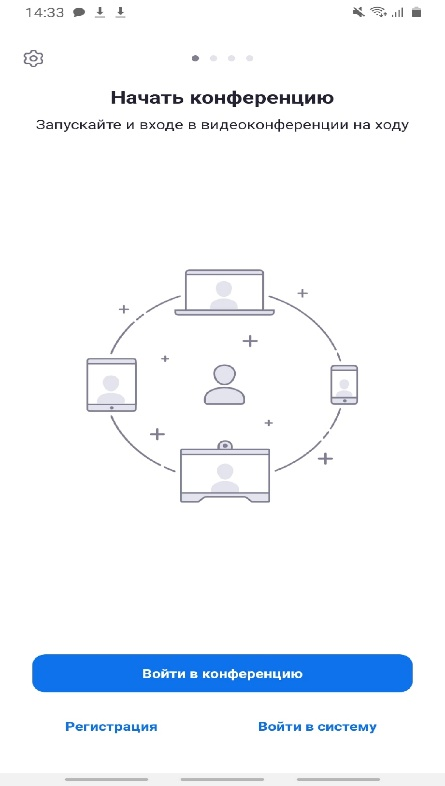 14:33
Начать конференцию
Запускайте и входе в видеоконференции на ходу
Войти в конференцию
Регистрация
Войти в систему